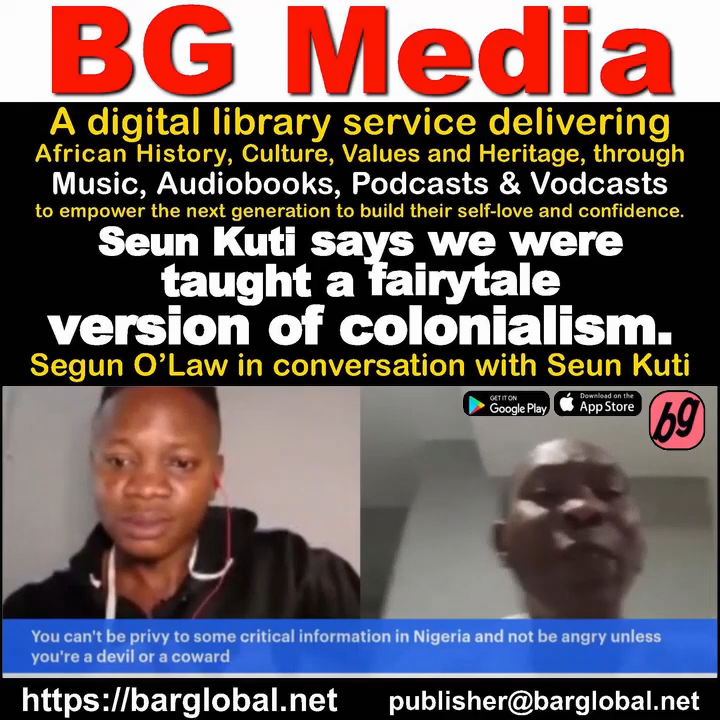 BG Media
A digital library service delivering
African History, Culture, Values and Heritage, through
Music, Audiobooks, Podcasts & Vodcasts
to empower the next generation to build their self-love and confidence.
Seun Kuti says we were
taught a fairytale
version of colonialism.
Segun O’Law in conversation with Seun Kuti
GET IT ON
Google Play
Download on the
App Store
bg
You can't be privy to some critical information in Nigeria and not be angry unless
you're a devil or a coward
https://barglobal.net
publisher@barglobal.net